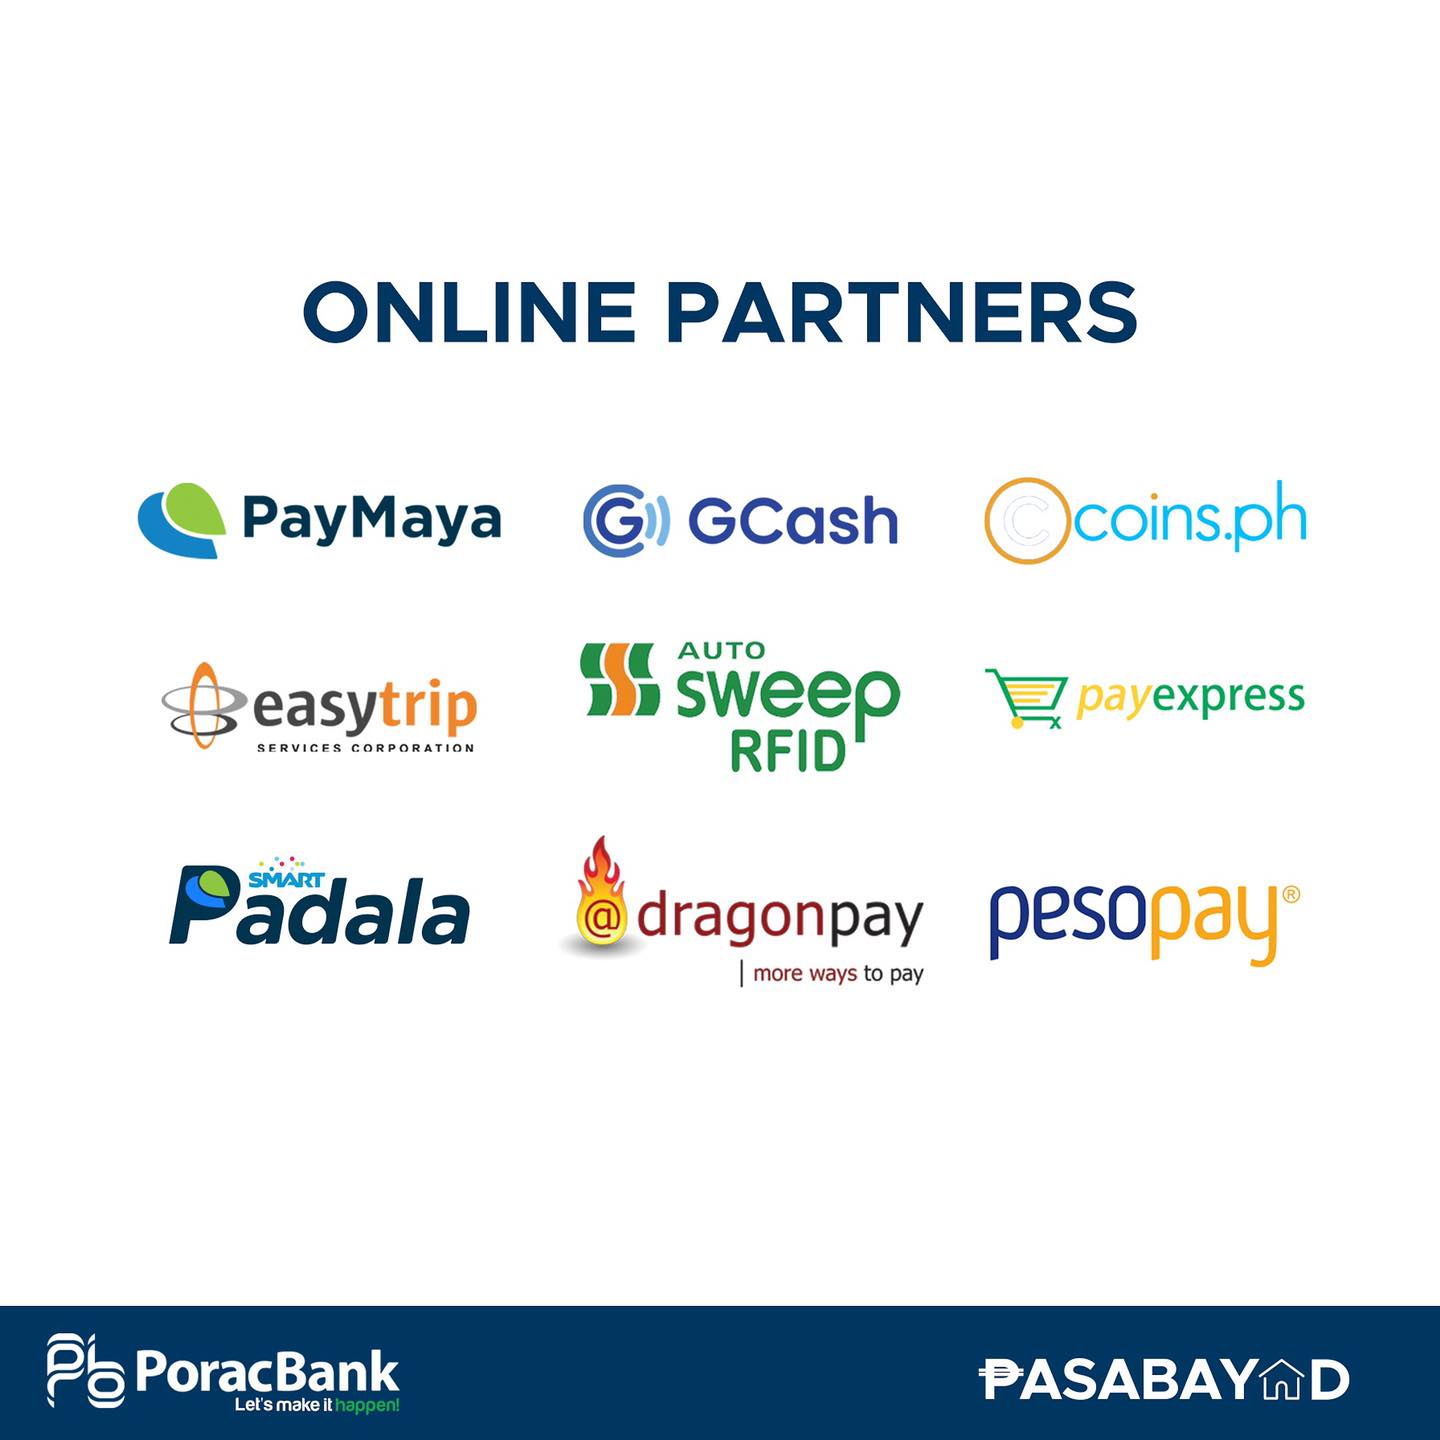 ONLINE PARTNERS
PayMaya
G GCash
C coins.ph
easytrip
SERVICES CORPORATION
AUTO
sweep
RFID
payexpress
SMART
Padala
@dragonpay
| more ways to pay
pesopay®
PoracBank
Let's make it happen!
₱ASABAY D